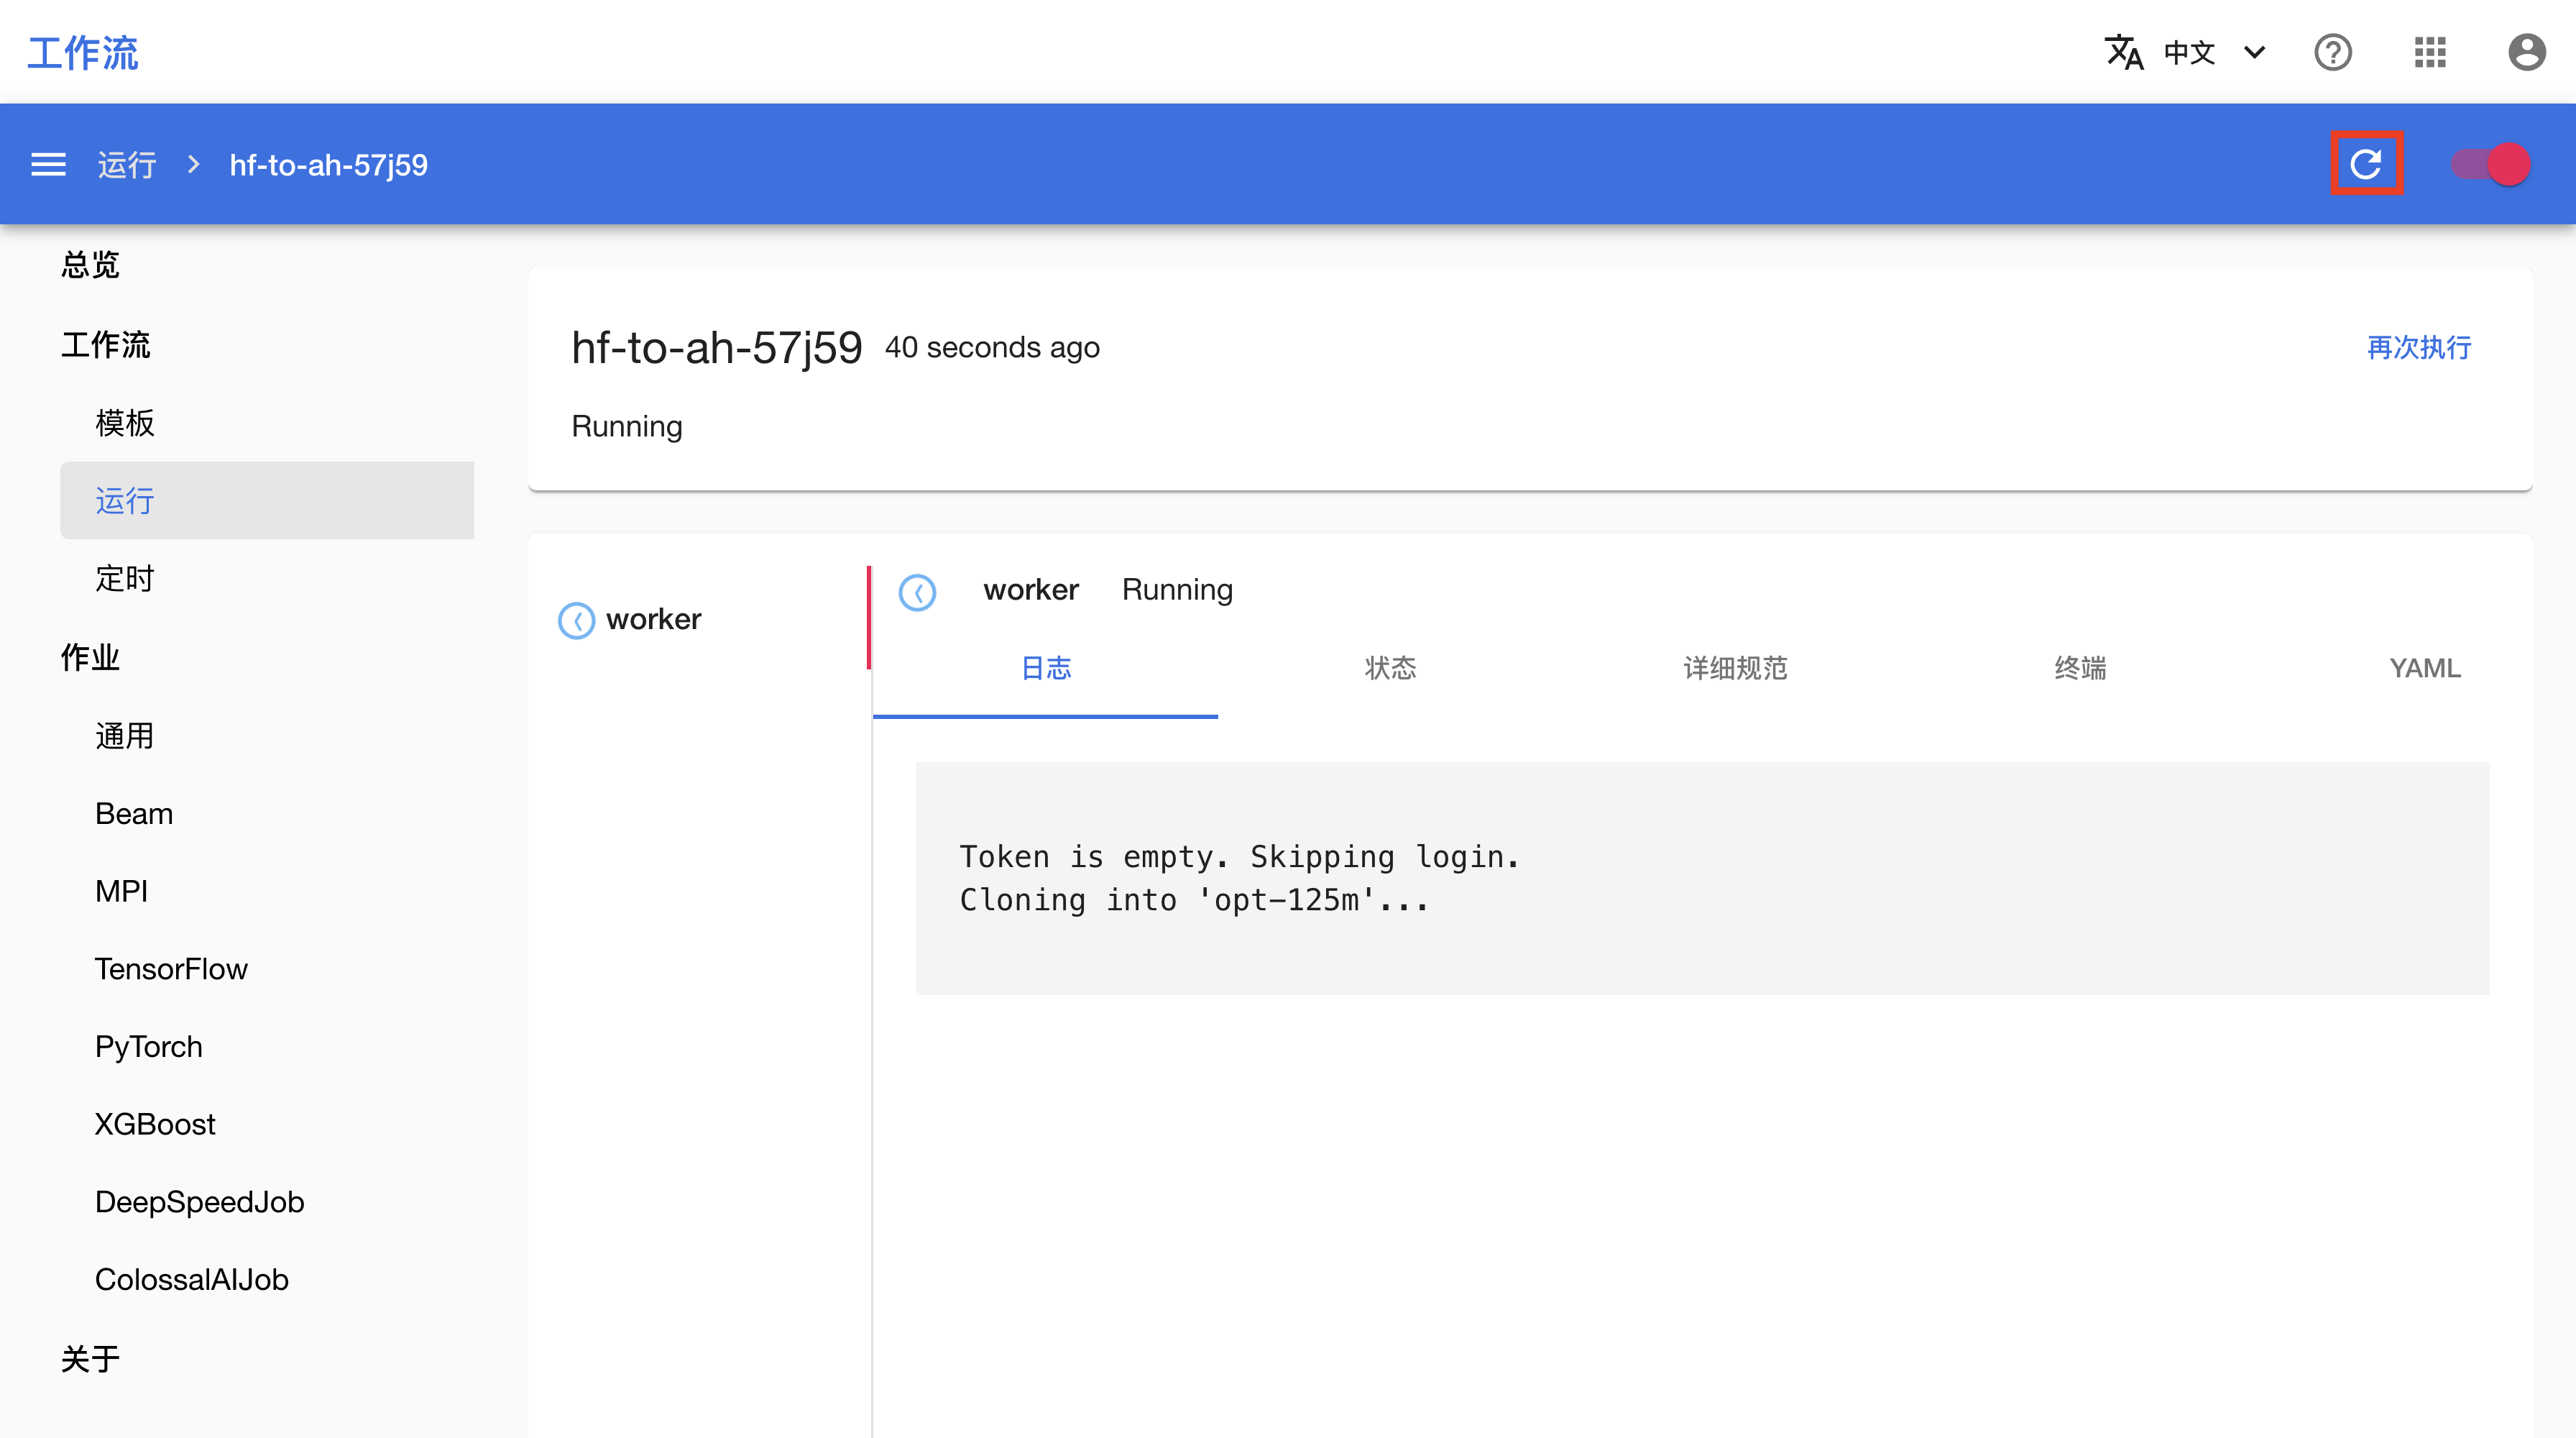 工作流
中文
运行 hf-to-ah-57j59
总览
工作流
模板
运行
定时
作业
通用
Beam
MPI
TensorFlow
PyTorch
XGBoost
DeepSpeedJob
ColossalAIJob
关于
hf-to-ah-57j59 40 seconds ago
再次执行
Running
worker
worker Running
日志 状态 详细规范 终端 YAML
Token is empty. Skipping login.
Cloning into 'opt-125m'...